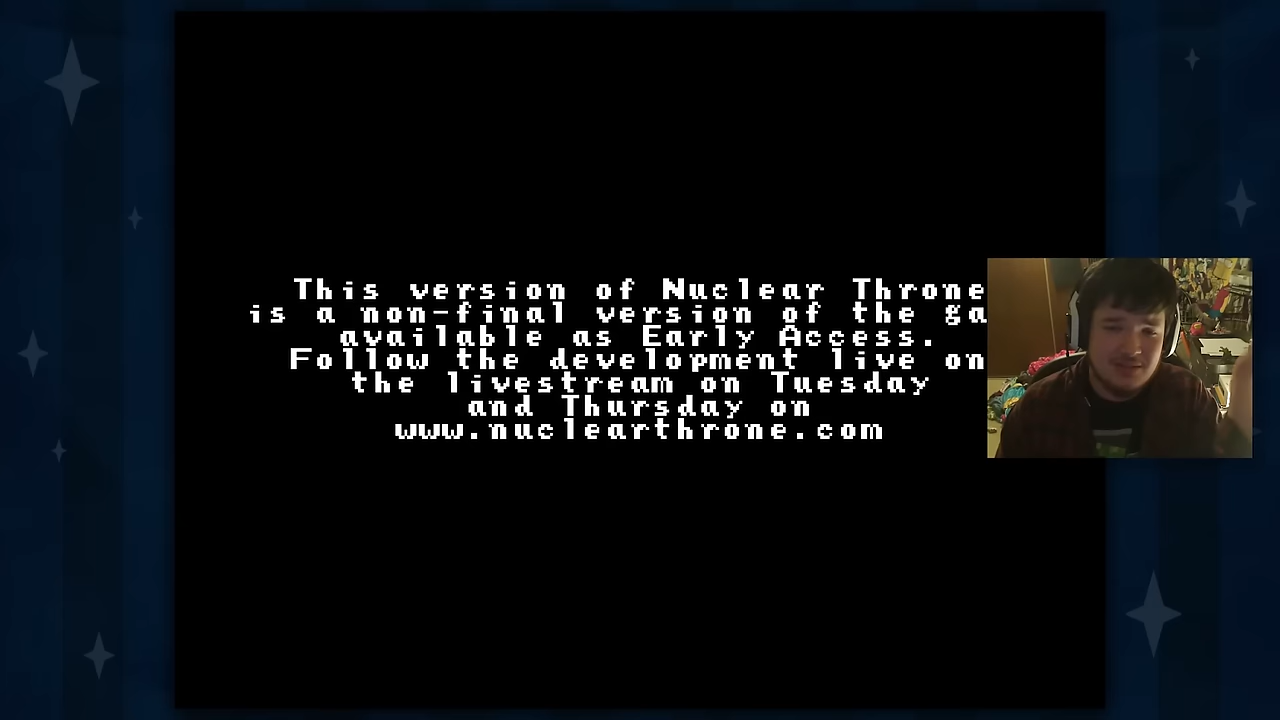 This version of Nuclear Throne
is a non-final version of the ga
available as Early Access.
Follow the development live on
the livestream on Tuesday
and Thursday on
www.nuclearthrone.com